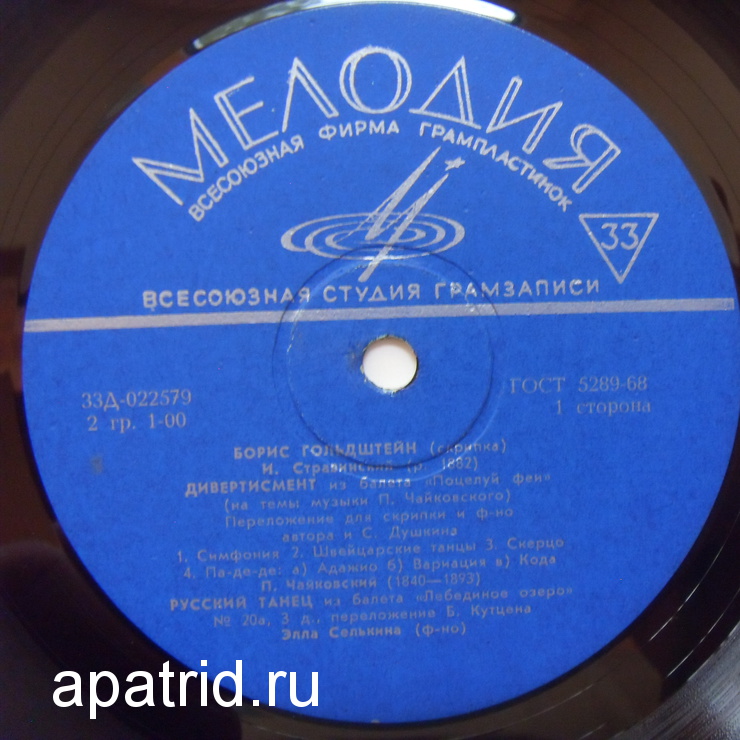 МЕЛОДИЯ
ВСЕСОЮЗНАЯ ФИРМА ГРАМПЛАСТИНОК
33
ВСЕСОЮЗНАЯ СТУДИЯ ГРАМЗАПИСИ
33Д-022579
2 гр. 1-00
ГОСТ 5289-68
1 сторона
БОРИС ГОЛЬДШТЕЙН (скрипка)
И. Стравинский (р. 1882)
ДИВЕРТИСМЕНТ из балета «Поцелуй феи»
(на темы музыки П. Чайковского)
Переложение для скрипки и ф-но
автора и С. Душкина
1. Симфония 2. Швейцарские танцы 3. Скерцо
4. Па-де-де: а) Адажио б) Вариация в) Кода
П. Чайковский (1840—1893)
РУССКИЙ ТАНЕЦ из балета «Лебединое озеро»
№ 20а, 3 д., переложение Б. Кутцена
Элла Селькина (ф-но)
apatrid.ru